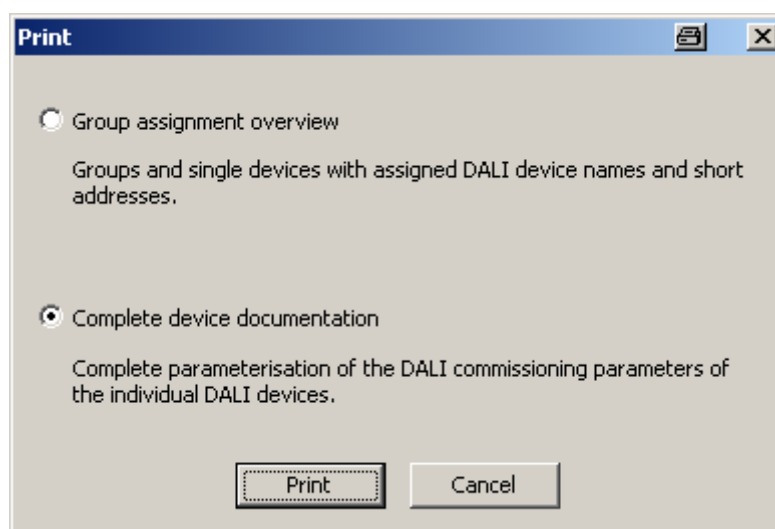 Print
Group assignment overview
Groups and single devices with assigned DALI device names and short
addresses.
Complete device documentation
Complete parameterisation of the DALI commissioning parameters of
the individual DALI devices.
Print
Cancel